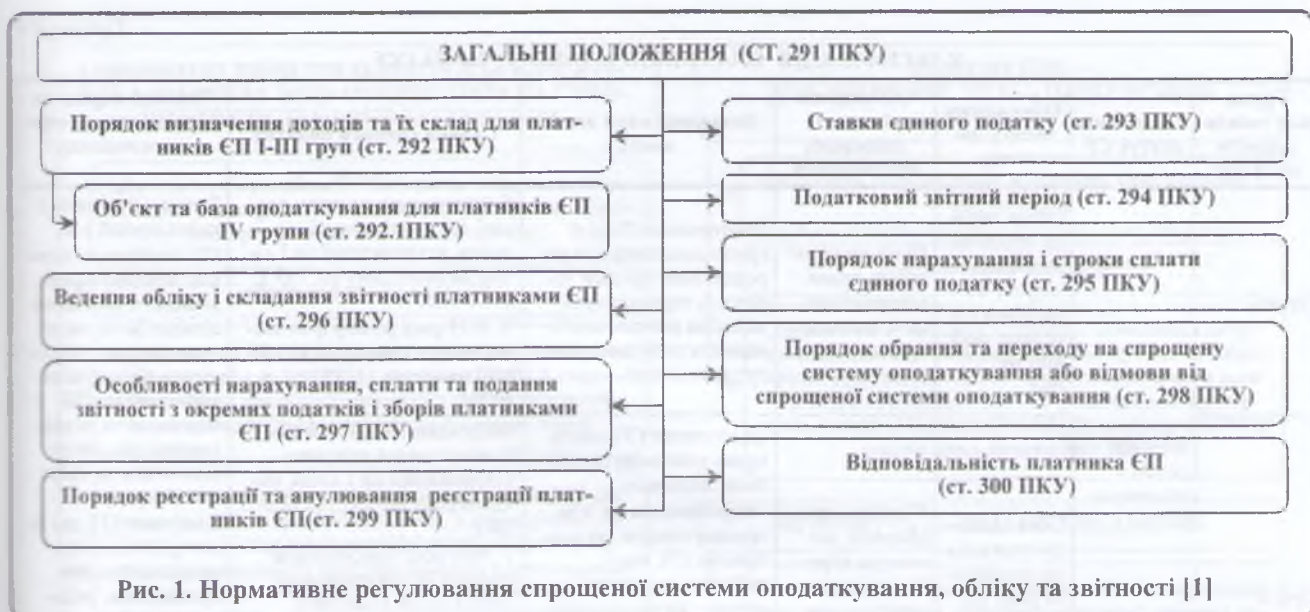 ЗАГАЛЬНІ ПОЛОЖЕННЯ (СТ. 291 ПКУ)
Порядок визначення доходів та їх склад для плат-
ників ЄП І-ІІІ груп (ст. 292 ПКУ)
Об’єкт та база оподаткування для платників ЄП
IV групи (ст. 292.1ПКУ)
Ведення обліку і складання звітності платниками ЄП
(ст. 296 ПКУ)
Особливості нарахування, сплати та подання
звітності з окремих податків і зборів платниками
ЄП (ст. 297 ПКУ)
Порядок реєстрації та анулювання реєстрації плат-
ників ЄП(ст. 299 ПКУ)
Ставки єдиного податку (ст. 293 ПКУ)
Податковий звітний період (ст. 294 ПКУ)
Порядок нарахування і строки сплати
єдиного податку (ст. 295 ПКУ)
Порядок обрання та переходу на спрощену
систему оподаткування або відмови від
спрощеної системи оподаткування (ст. 298 ПКУ)
Відповідальність платника ЄП
(ст. 300 ПКУ)
Рис. 1. Нормативне регулювання спрощеної системи оподаткування, обліку та звітності [1]